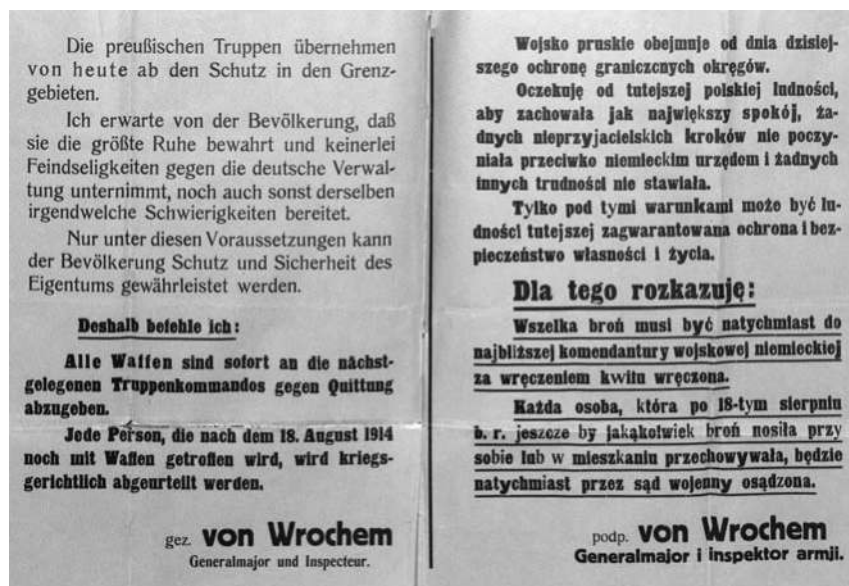 Die preußischen Truppen übernehmen
von heute ab den Schutz in den Grenz-
gebieten.
Ich erwarte von der Bevölkerung, daß
sie die größte Ruhe bewahrt und keinerlei
Feindseligkeiten gegen die deutsche Verwal-
tung unternimmt, noch auch sonst derselben
irgendwelche Schwierigkeiten bereitet.
Nur unter diesen Voraussetzungen kann
der Bevölkerung Schutz und Sicherheit des
Eigentums gewährleistet werden.
Deshalb befehle ich:
Alle Waffen sind sofort an die nächst-
gelegenen Truppenkommandos gegen Quittung
abzugeben.
Jede Person, die nach dem 18. August 1914
noch mit Waffen getroffen wird, wird kriegs-
gerichtlich abgeurteilt werden.
gez. von Wrochem
Generalmajor und Inspecteur.
Wojsko pruskie obejmuje od dnia dzisiej-
szego ochronę graniczcnych okręgów.
Oczekuję od tutejszej polskiej ludności,
aby zachowała jak największy spokój, ża-
dnych nieprzyjacielskich kroków nie poczy-
niała przeciwko niemieckim urzędom i żadnych
innych trudności nie stawiała.
Tylko pod tymi warunkami może być lu-
dności tutejszej zagwarantowana ochrona i bez-
pieczeństwo własności i życia.
Dla tego rozkazuję:
Wszelka broń musi być natychmiast do
najbliższej komendantury wojskowej niemieckiej
za wręczeniem kwitu wręczona.
Każda osoba, która po 18-tym sierpniu
b. r. jeszcze by jakąkolwiek broń nosiła przy
sobie lub w mieszkaniu przechowywała, będzie
natychmiast przez sąd wojenny osądzona.
podp. von Wrochem
Generalmajor i inspektor armji.